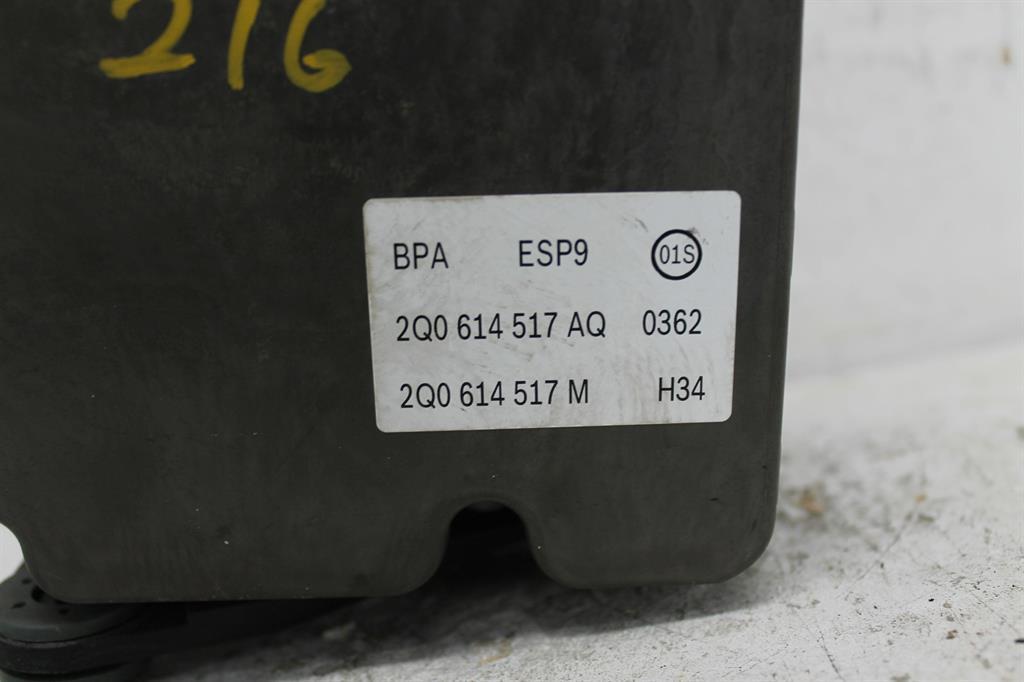 216
BPA ESP9 01S
2Q0 614 517 AQ 0362
2Q0 614 517 M H34